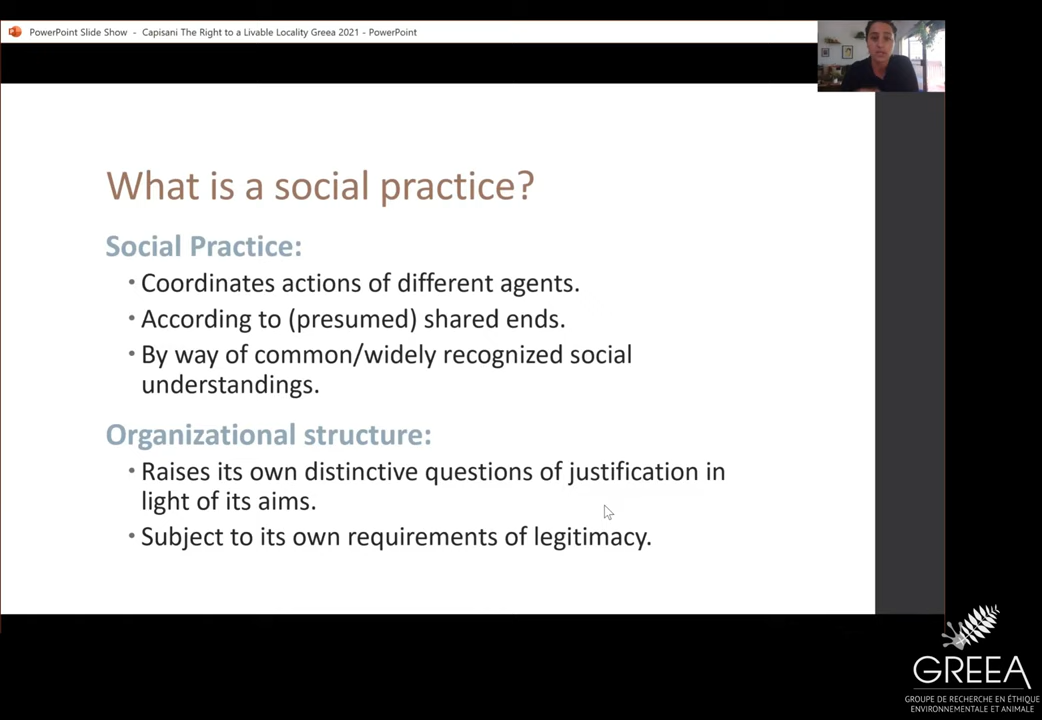 PowerPoint Slide Show - Capisani The Right to a Livable Locality Greea 2021 - PowerPoint
What is a social practice?
Social Practice:
• Coordinates actions of different agents.
• According to (presumed) shared ends.
• By way of common/widely recognized social
understandings.
Organizational structure:
• Raises its own distinctive questions of justification in
light of its aims.
• Subject to its own requirements of legitimacy.
GREEA
GROUPE DE RECHERCHE EN ÉTHIQUE
ENVIRONNEMENTALE ET ANIMALE